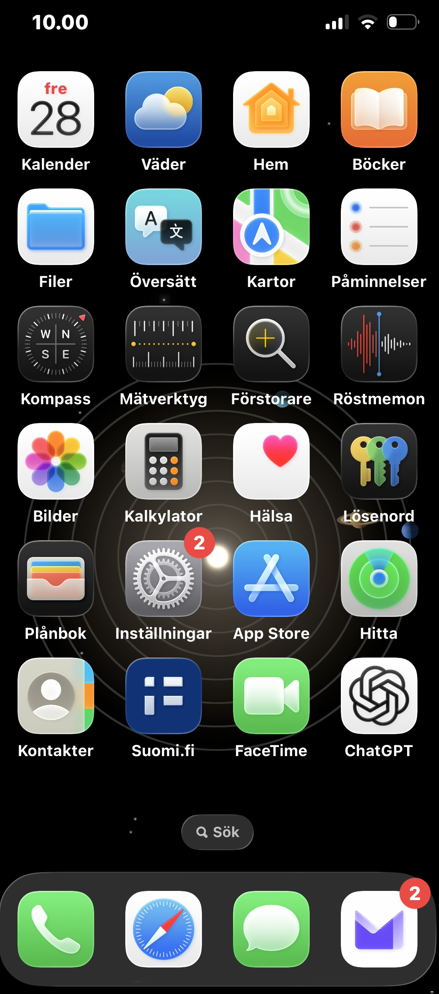 10.00
fre
28
Kalender Väder Hem Böcker
A 文
Filer Översätt Kartor Påminnelser
W N
S E
Kompass Mätverktyg Förstorare Röstmemon
Bilder Kalkylator Hälsa Lösenord
2
Plånbok Inställningar App Store Hitta
Kontakter Suomi.fi FaceTime ChatGPT
Sök
2